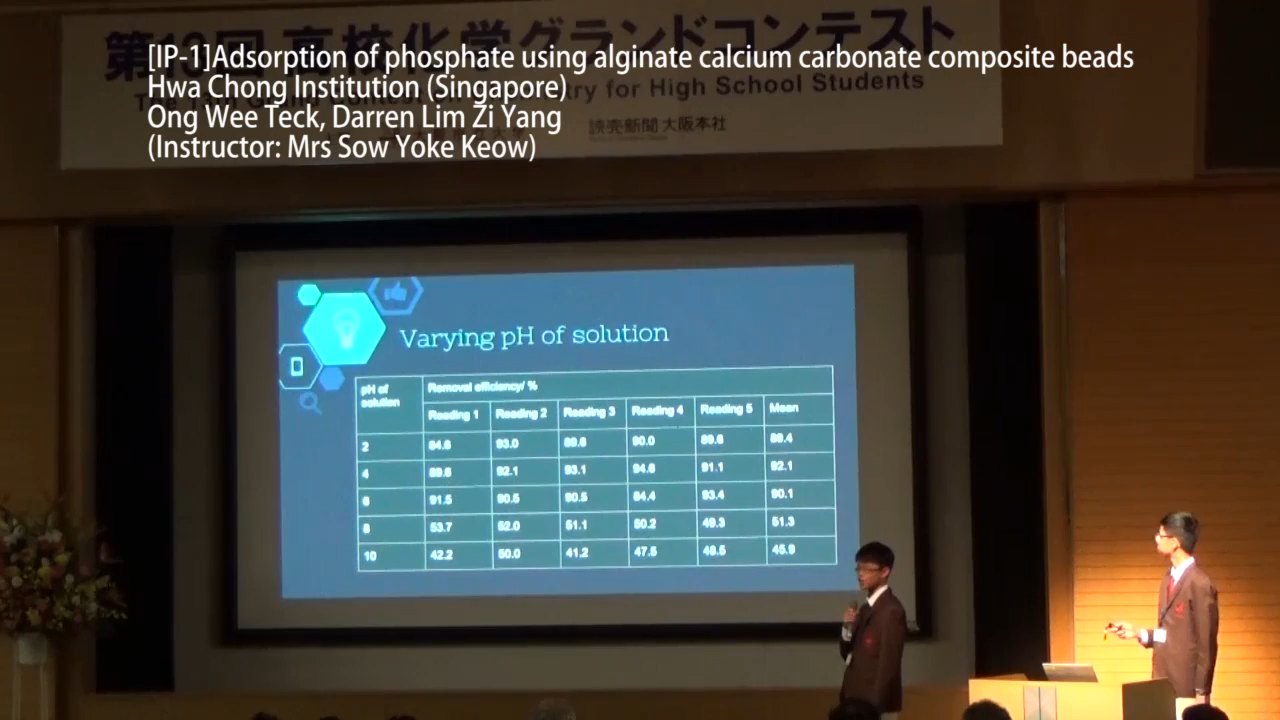 第13回 高校化学グランドコンテスト
[IP-1]Adsorption of phosphate using alginate calcium carbonate composite beads
Hwa Chong Institution (Singapore)
ry for High School Students
Ong Wee Teck, Darren Lim Zi Yang
読売新聞大阪本社
(Instructor: Mrs Sow Yoke Keow)
Varying pH of solution
pH of solution Removal efficiency/ %
Reading 1 Reading 2 Reading 3 Reading 4 Reading 5 Mean
2 84.6 93.0 89.8 90.0 89.8 89.4
4 89.6 92.1 93.1 94.6 91.1 92.1
6 91.5 90.5 90.5 84.4 93.4 90.1
8 53.7 52.0 51.1 50.2 49.3 51.3
10 42.2 50.0 41.2 47.5 48.5 45.9